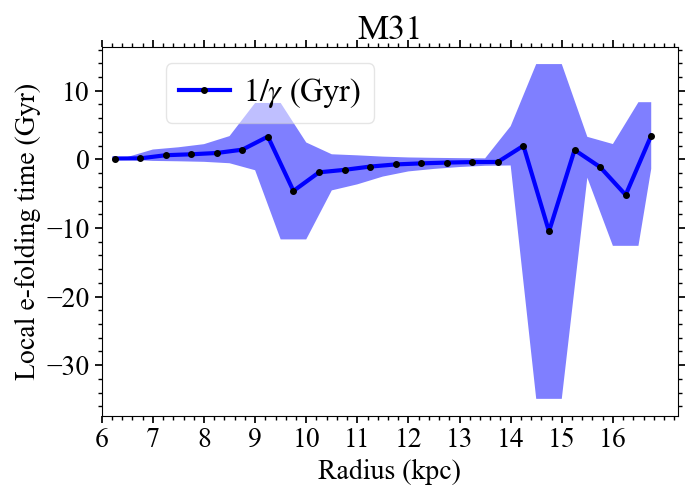 M31
1/γ (Gyr)
Local e-folding time (Gyr)
10
0
−10
−20
−30
6 7 8 9 10 11 12 13 14 15 16
Radius (kpc)